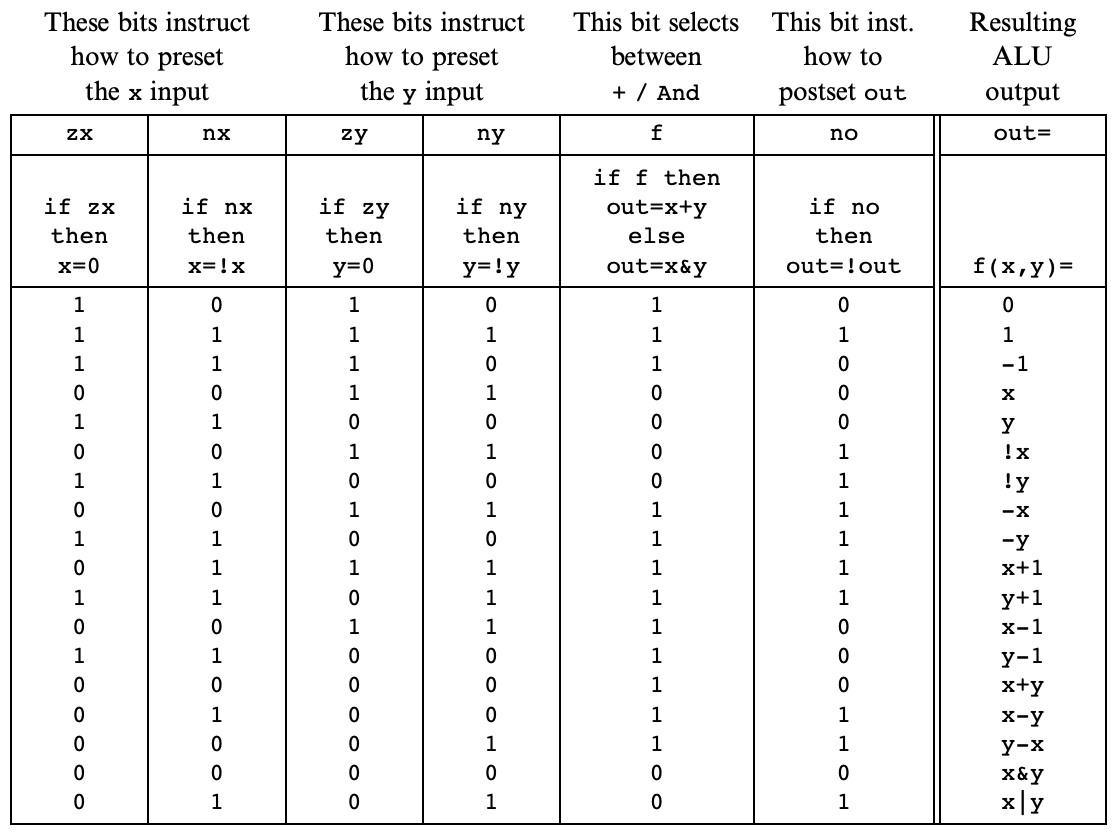 These bits instruct These bits instruct This bit selects This bit inst. Resulting
how to preset how to preset between how to ALU
the x input the y input + / And postset out output
zx nx zy ny f no out=
if f then
if zx if nx if zy if ny out=x+y if no
then then then then else then
x=0 x=!x y=0 y=!y out=x&y out=!out f(x,y)=
1 0 1 0 1 0 0
1 1 1 1 1 1 1
1 1 1 0 1 0 -1
0 0 1 1 0 0 x
1 1 0 0 0 0 y
0 0 1 1 0 1 !x
1 1 0 0 0 1 !y
0 0 1 1 1 1 -x
1 1 0 0 1 1 -y
0 1 1 1 1 1 x+1
1 1 0 1 1 1 y+1
0 0 1 1 1 0 x-1
1 1 0 0 1 0 y-1
0 0 0 0 1 0 x+y
0 1 0 0 1 1 x-y
0 0 0 1 1 1 y-x
0 0 0 0 0 0 x&y
0 1 0 1 0 1 x|y